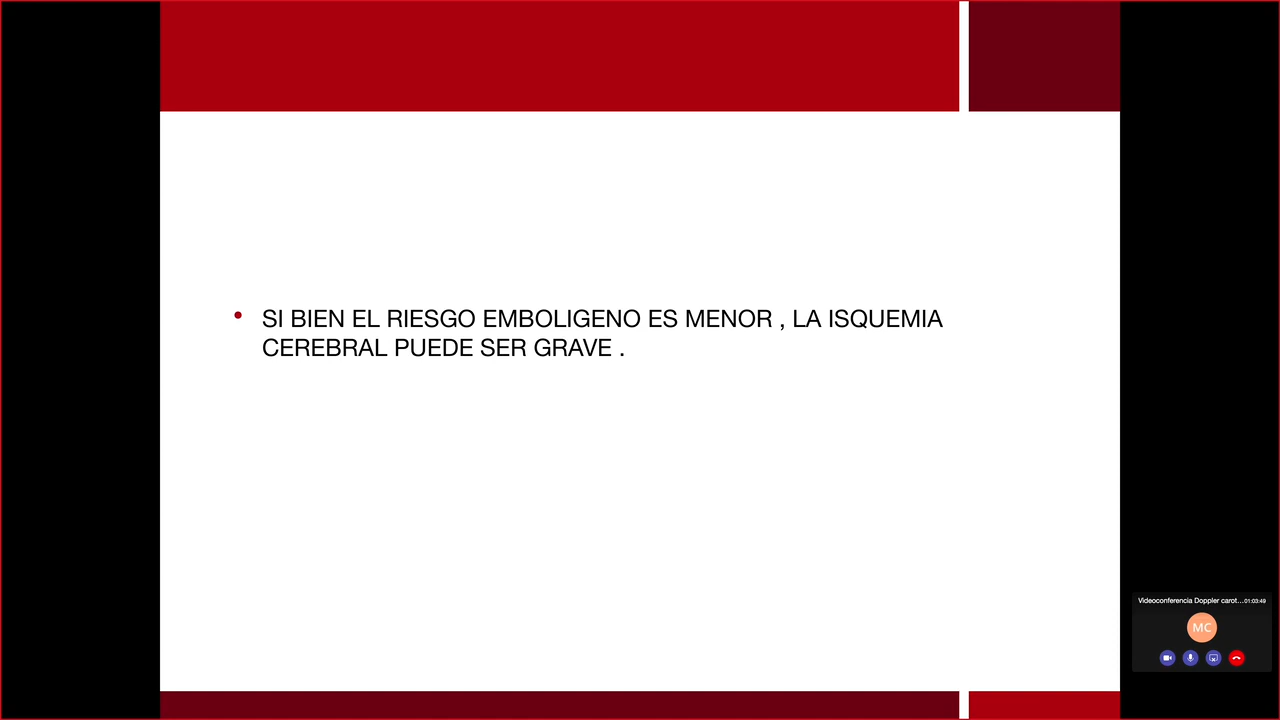 SI BIEN EL RIESGO EMBOLIGENO ES MENOR , LA ISQUEMIA
CEREBRAL PUEDE SER GRAVE .
Videoconferencia Doppler carot... 01:03:49
MC